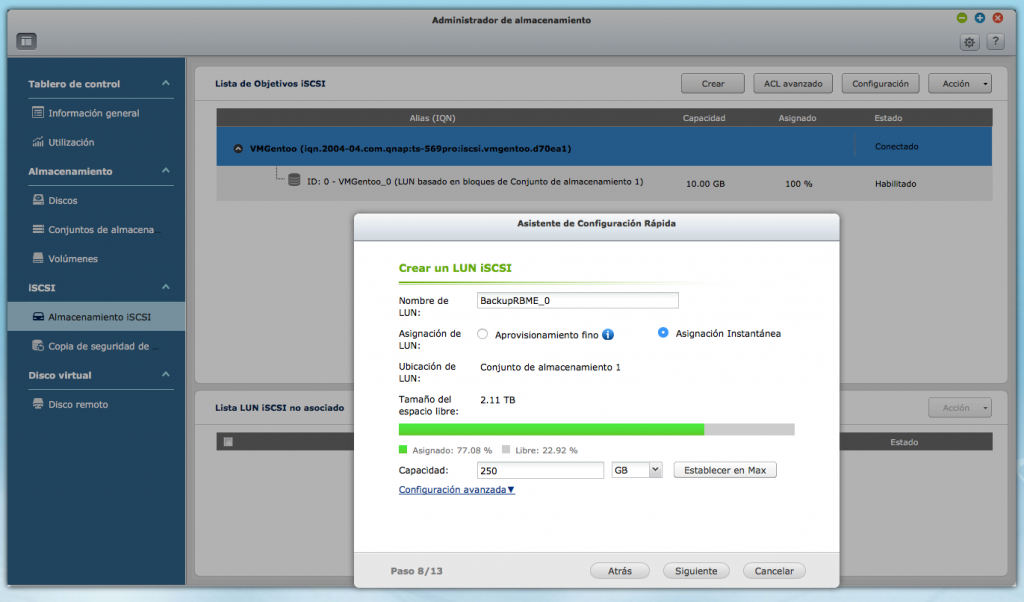 Administrador de almacenamiento
?
Tablero de control
Información general
Utilización
Almacenamiento
Discos
Conjuntos de almacena...
Volúmenes
iSCSI
Almacenamiento iSCSI
Copia de seguridad de ...
Disco virtual
Disco remoto
Lista de Objetivos iSCSI
Crear
ACL avanzado
Configuración
Acción
Alias (IQN) Capacidad Asignado Estado
VMGentoo (iqn.2004-04.com.qnap:ts-569pro:iscsi.vmgentoo.d70ea1) Conectado
ID: 0 - VMGentoo_0 (LUN basado en bloques de Conjunto de almacenamiento 1) 10.00 GB 100 % Habilitado
Lista LUN iSCSI no asociado
Acción
Estado
Asistente de Configuración Rápida
Crear un LUN iSCSI
Nombre de
LUN:
BackupRBME_0
Asignación de
LUN:
Aprovisionamiento fino
Asignación Instantánea
Ubicación de
LUN:
Conjunto de almacenamiento 1
Tamaño del
espacio libre:
2.11 TB
Asignado: 77.08 % Libre: 22.92 %
Capacidad: 250 GB Establecer en Max
Configuración avanzada▼
Paso 8/13 Atrás Siguiente Cancelar